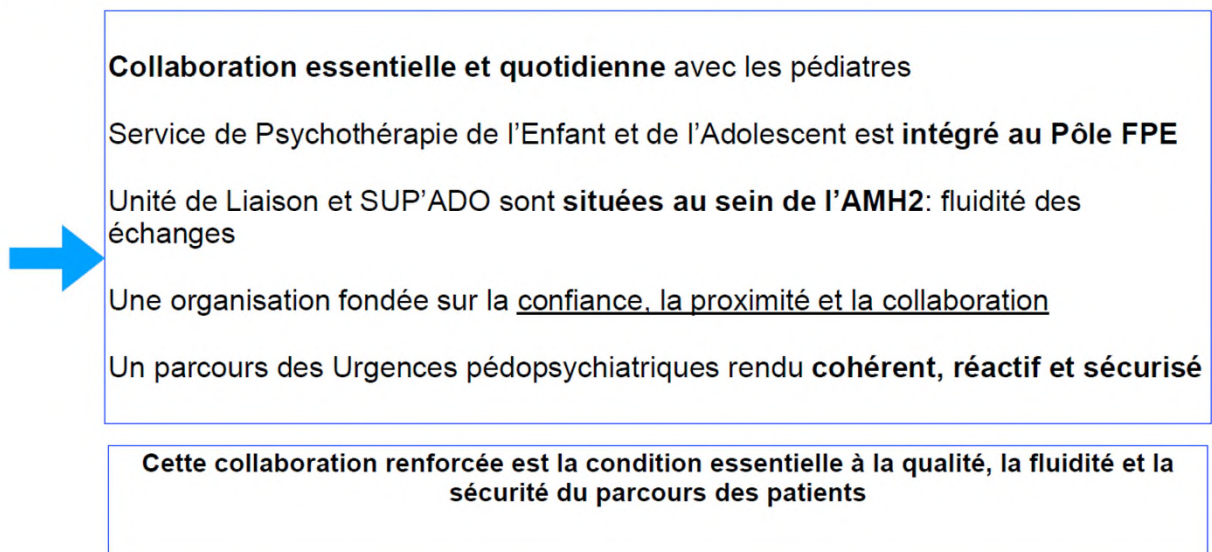 Collaboration essentielle et quotidienne avec les pédiatres
Service de Psychothérapie de l'Enfant et de l'Adolescent est intégré au Pôle FPE
Unité de Liaison et SUP'ADO sont situées au sein de l'AMH2: fluidité des
échanges
Une organisation fondée sur la confiance, la proximité et la collaboration
Un parcours des Urgences pédopsychiatriques rendu cohérent, réactif et sécurisé
Cette collaboration renforcée est la condition essentielle à la qualité, la fluidité et la
sécurité du parcours des patients